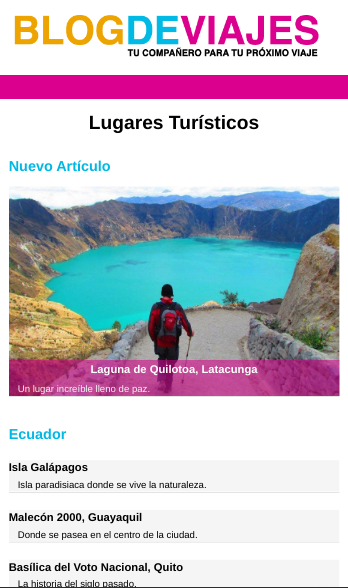 BLOGDEVIAJES
TU COMPAÑERO PARA TU PRÓXIMO VIAJE
Lugares Turísticos
Nuevo Artículo
Laguna de Quilotoa, Latacunga
Un lugar increíble lleno de paz.
Ecuador
Isla Galápagos
Isla paradisiaca donde se vive la naturaleza.
Malecón 2000, Guayaquil
Donde se pasea en el centro de la ciudad.
Basílica del Voto Nacional, Quito
La historia del siglo pasado.